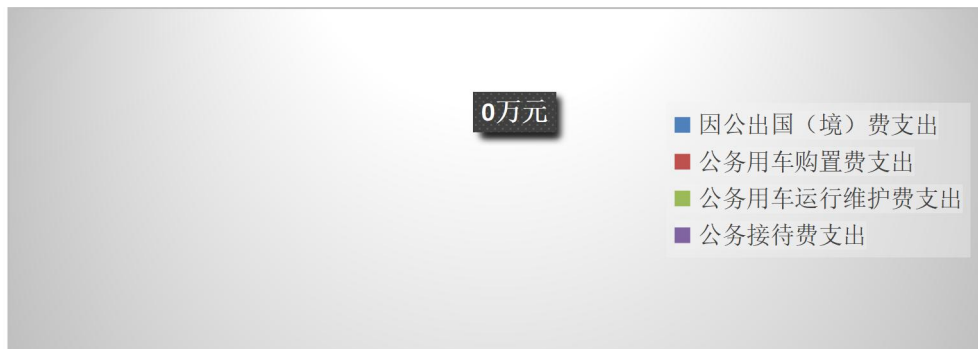 0万元
因公出国（境）费支出
公务用车购置费支出
公务用车运行维护费支出
公务接待费支出